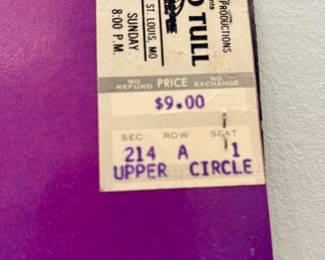 PRODUCTIONS
O TULL
ST. LOUIS, MO
SUNDAY
8:00 P.M.
NO REFUND PRICE NO EXCHANGE
$9.00
SEC ROW SEAT
214 A 1
UPPER CIRCLE